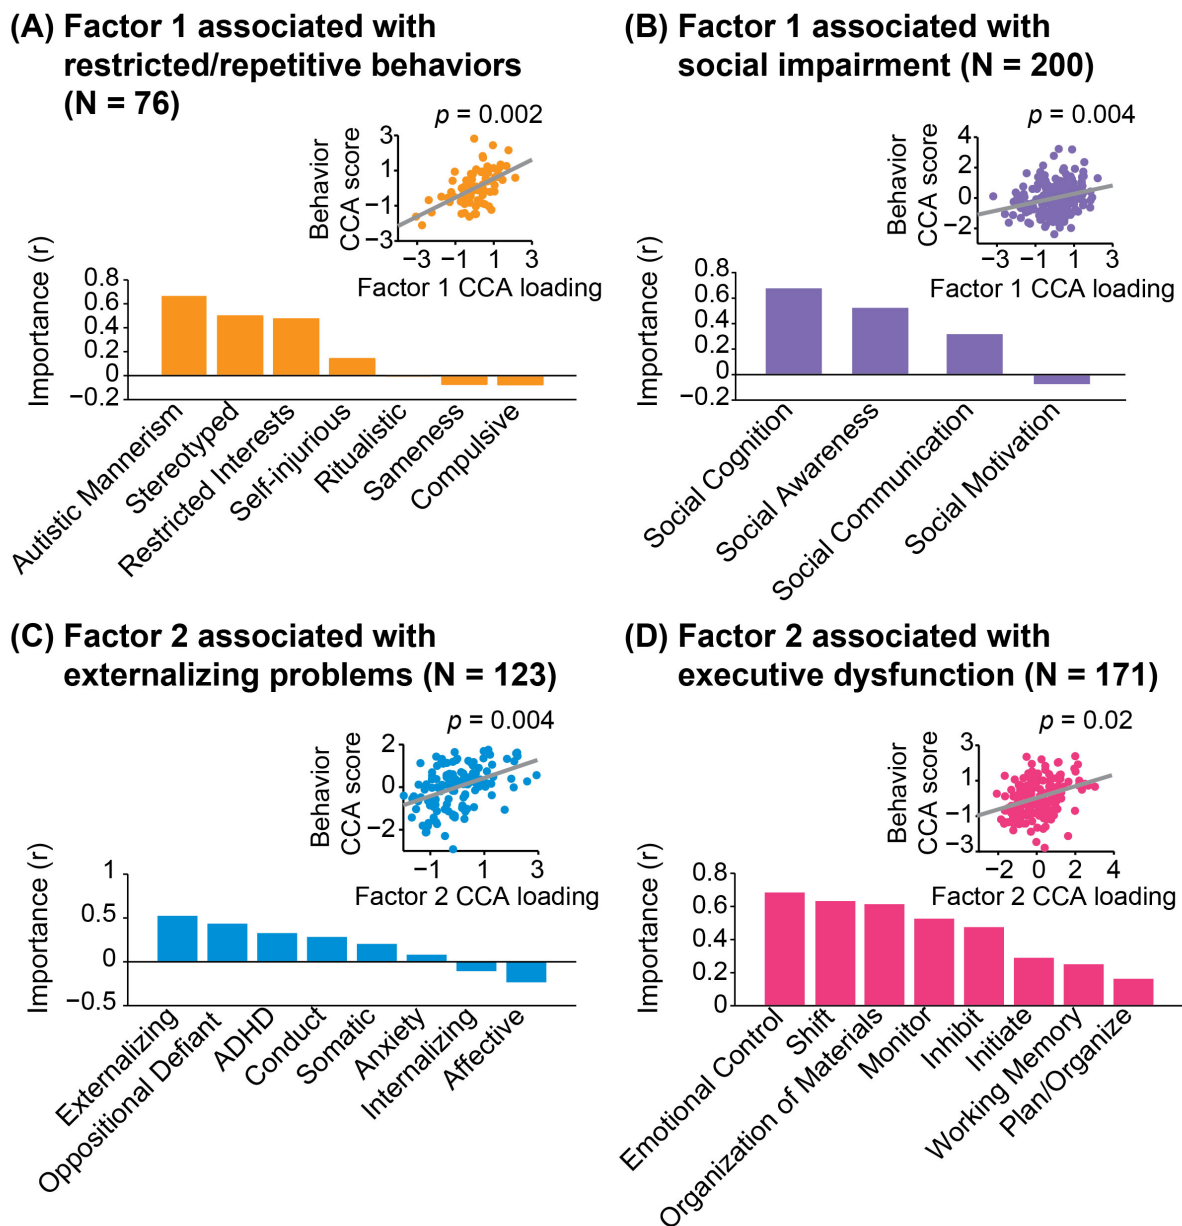 (A) Factor 1 associated with
restricted/repetitive behaviors
(N = 76)
p = 0.002
Behavior
CCA score
3
1
−1
−3
−3 −1 1 3
Factor 1 CCA loading
Importance (r)
0.8
0.6
0.4
0.2
0
−0.2
Autistic Mannerism
Stereotyped
Restricted Interests
Self-injurious
Ritualistic
Sameness
Compulsive
(B) Factor 1 associated with
social impairment (N = 200)
p = 0.004
Behavior
CCA score
4
2
0
−2
−3 −1 1 3
Factor 1 CCA loading
Importance (r)
0.8
0.6
0.4
0.2
0
−0.2
Social Cognition
Social Awareness
Social Communication
Social Motivation
(C) Factor 2 associated with
externalizing problems (N = 123)
p = 0.004
Behavior
CCA score
2
0
−2
−1 1 3
Factor 2 CCA loading
Importance (r)
1
0.5
0
−0.5
Externalizing
Oppositional Defiant
ADHD
Conduct
Somatic
Anxiety
Internalizing
Affective
(D) Factor 2 associated with
executive dysfunction (N = 171)
p = 0.02
Behavior
CCA score
3
1
−1
−3
−2 0 2 4
Factor 2 CCA loading
Importance (r)
0.8
0.6
0.4
0.2
0
Emotional Control
Shift
Organization of Materials
Monitor
Inhibit
Initiate
Working Memory
Plan/Organize